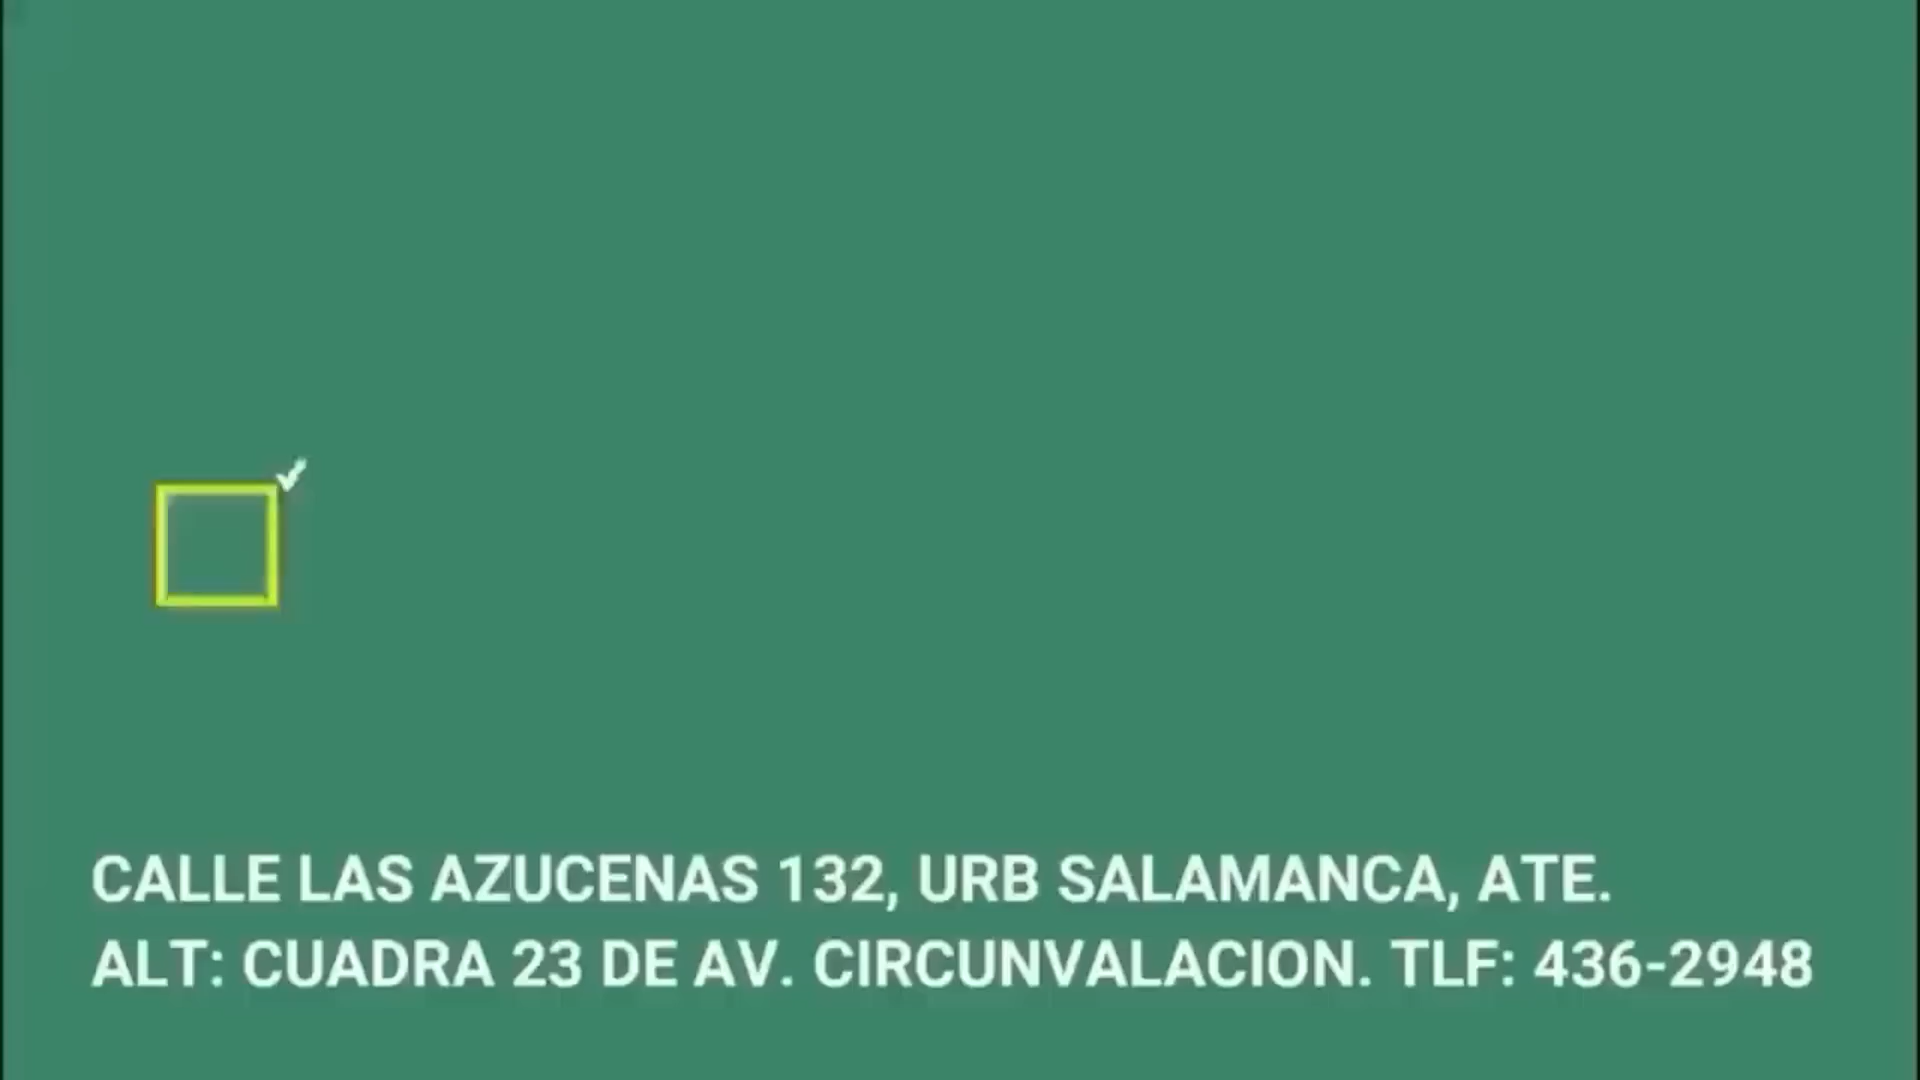 CALLE LAS AZUCENAS 132, URB SALAMANCA, ATE.
ALT: CUADRA 23 DE AV. CIRCUNVALACION. TLF: 436-2948